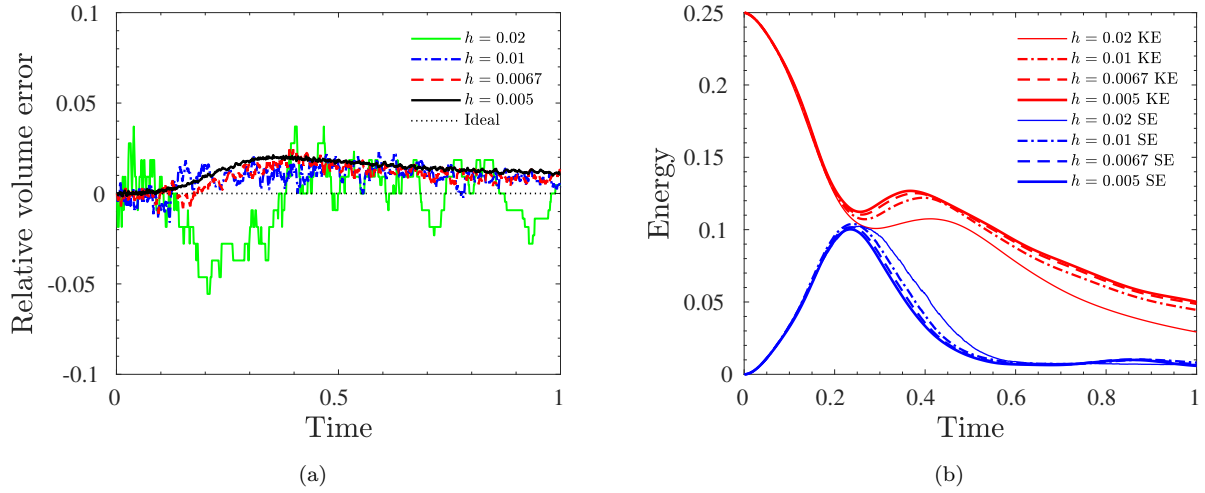 0.1
0.05
0
-0.05
-0.1
Relative volume error
h = 0.02
h = 0.01
h = 0.0067
h = 0.005
Ideal
0
0.5
1
Time
(a)
0.25
0.2
0.15
0.1
0.05
0
Energy
h = 0.02 KE
h = 0.01 KE
h = 0.0067 KE
h = 0.005 KE
h = 0.02 SE
h = 0.01 SE
h = 0.0067 SE
h = 0.005 SE
0
0.2
0.4
0.6
0.8
1
Time
(b)